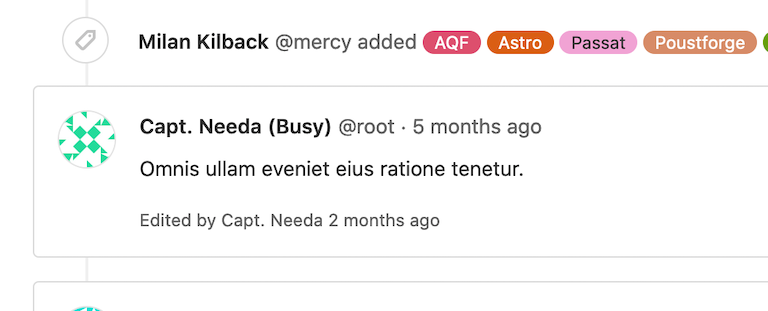 Milan Kilback @mercy added AQF Astro Passat Poustforge
Capt. Needa (Busy) @root · 5 months ago
Omnis ullam eveniet eius ratione tenetur.
Edited by Capt. Needa 2 months ago